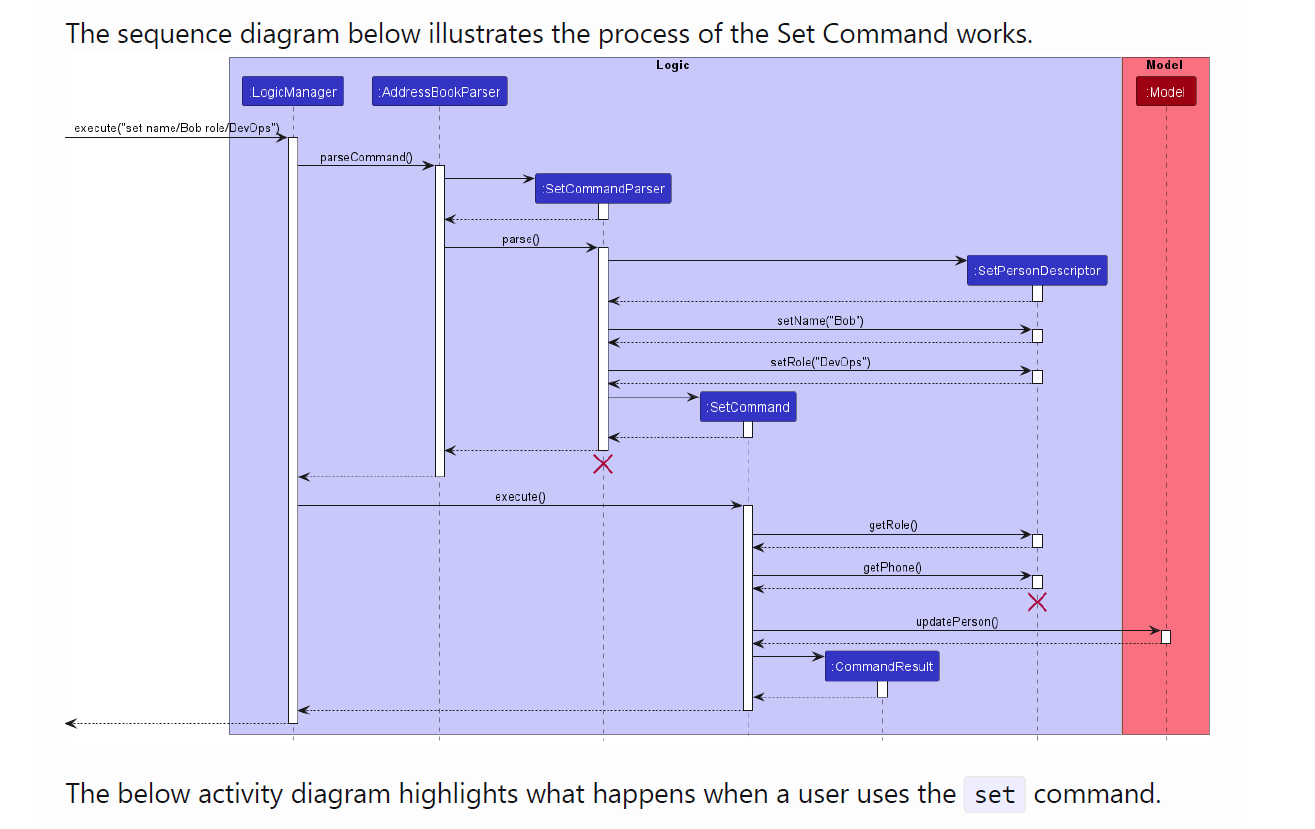 The sequence diagram below illustrates the process of the Set Command works.
Logic
Model
:LogicManager
:AddressBookParser
:Model
execute("set name/Bob role/DevOps")
parseCommand()
:SetCommandParser
parse()
:SetPersonDescriptor
setName("Bob")
setRole("DevOps")
:SetCommand
execute()
getRole()
getPhone()
updatePerson()
:CommandResult
The below activity diagram highlights what happens when a user uses the set command.